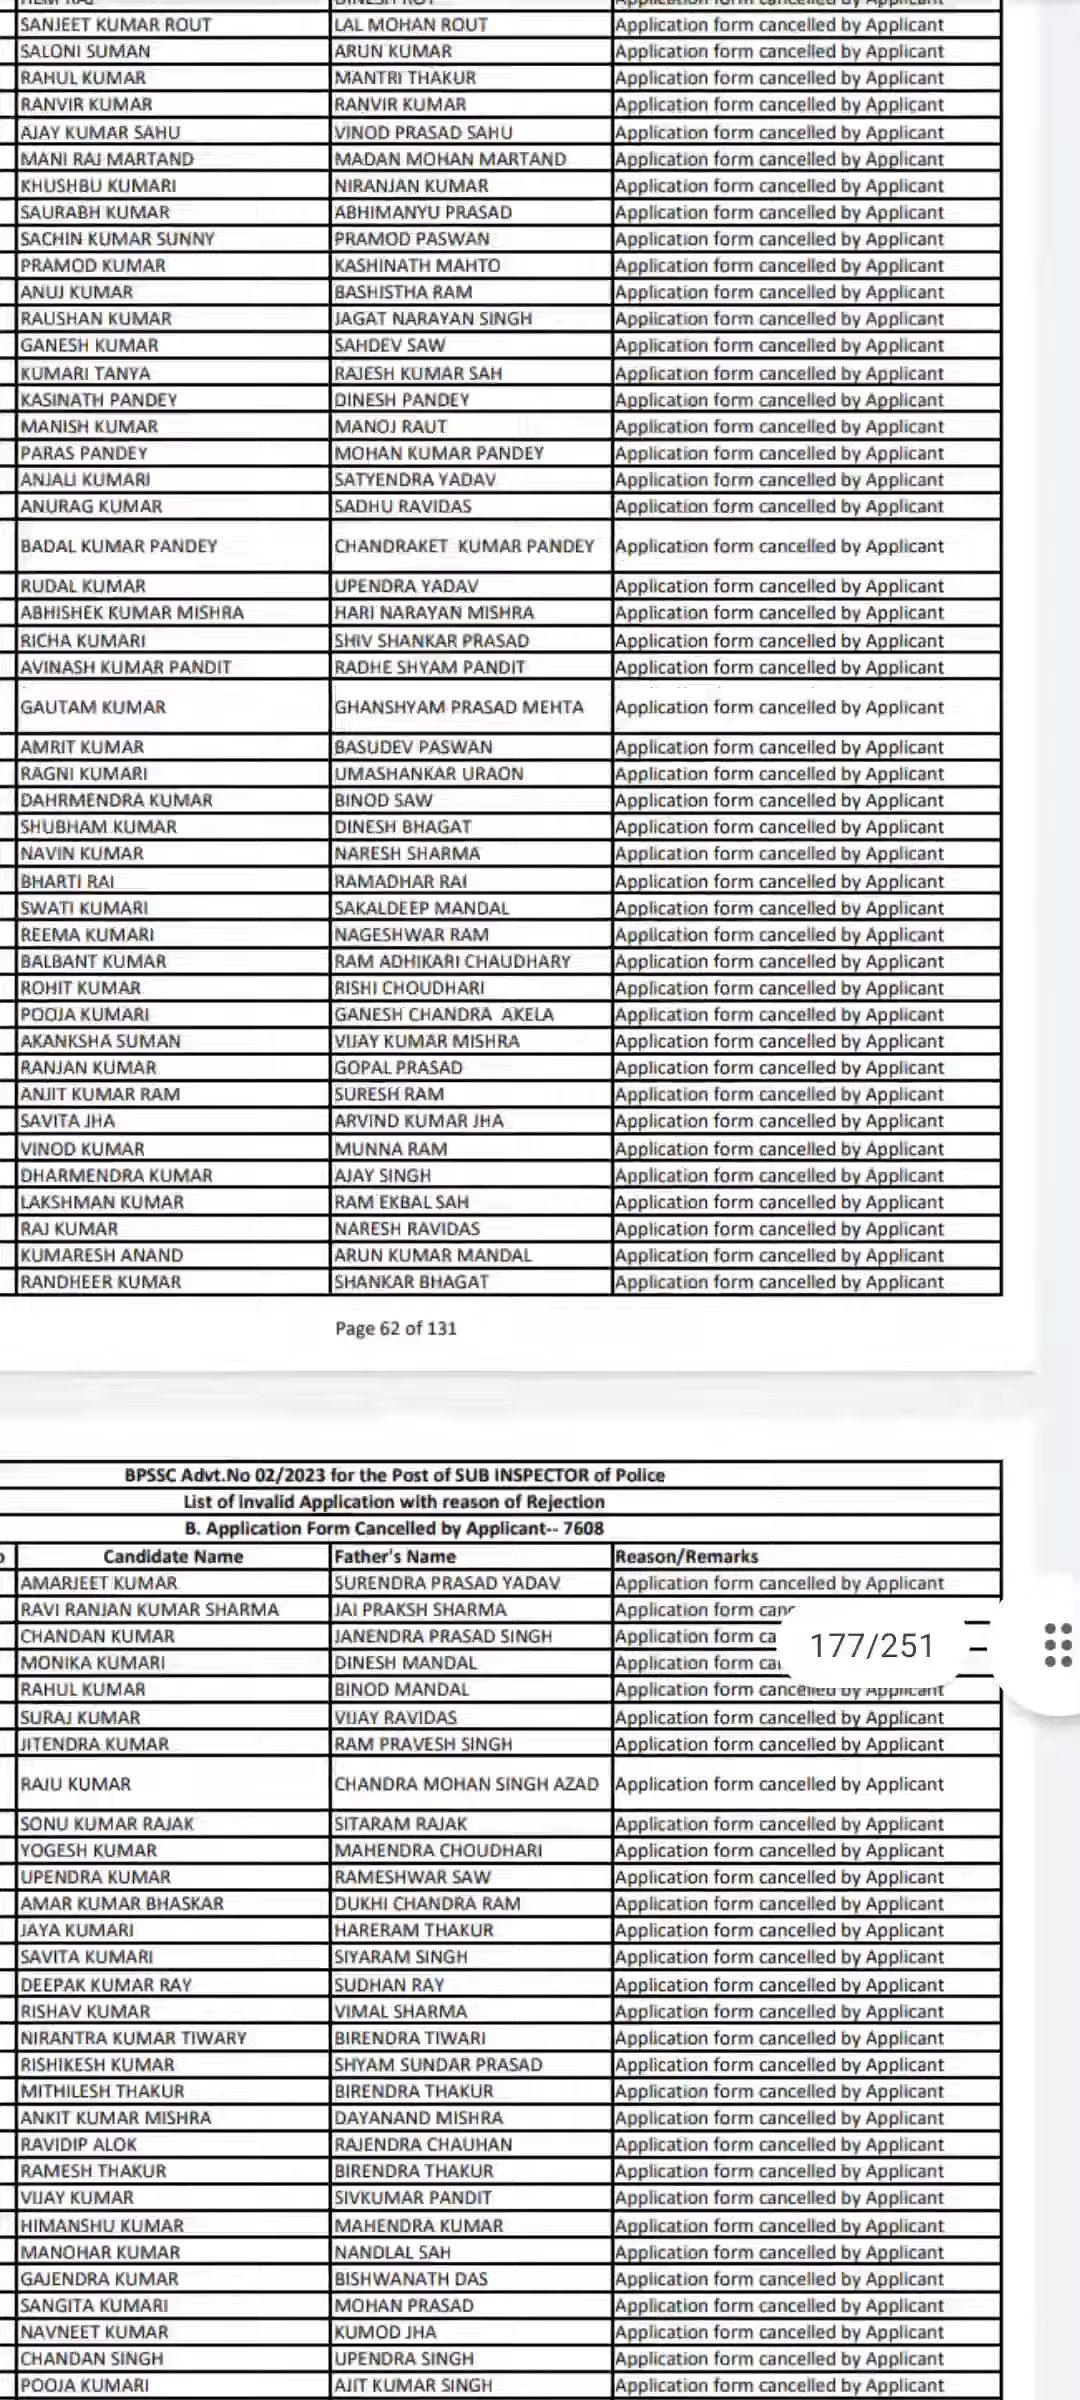 SANJEET KUMAR ROUT LAL MOHAN ROUT Application form cancelled by Applicant
SALONI SUMAN ARUN KUMAR Application form cancelled by Applicant
RAHUL KUMAR MANTRI THAKUR Application form cancelled by Applicant
RANVIR KUMAR RANVIR KUMAR Application form cancelled by Applicant
AJAY KUMAR SAHU VINOD PRASAD SAHU Application form cancelled by Applicant
MANI RAJ MARTAND MADAN MOHAN MARTAND Application form cancelled by Applicant
KHUSHBU KUMARI NIRANJAN KUMAR Application form cancelled by Applicant
SAURABH KUMAR ABHIMANYU PRASAD Application form cancelled by Applicant
SACHIN KUMAR SUNNY PRAMOD PASWAN Application form cancelled by Applicant
PRAMOD KUMAR KASHINATH MAHTO Application form cancelled by Applicant
ANUJ KUMAR BASHISTHA RAM Application form cancelled by Applicant
RAUSHAN KUMAR JAGAT NARAYAN SINGH Application form cancelled by Applicant
GANESH KUMAR SAHDEV SAW Application form cancelled by Applicant
KUMARI TANYA RAJESH KUMAR SAH Application form cancelled by Applicant
KASINATH PANDEY DINESH PANDEY Application form cancelled by Applicant
MANISH KUMAR MANOJ RAUT Application form cancelled by Applicant
PARAS PANDEY MOHAN KUMAR PANDEY Application form cancelled by Applicant
ANJALI KUMARI SATYENDRA YADAV Application form cancelled by Applicant
ANURAG KUMAR SADHU RAVIDAS Application form cancelled by Applicant
BADAL KUMAR PANDEY CHANDRAKET KUMAR PANDEY Application form cancelled by Applicant
RUDAL KUMAR UPENDRA YADAV Application form cancelled by Applicant
ABHISHEK KUMAR MISHRA HARI NARAYAN MISHRA Application form cancelled by Applicant
RICHA KUMARI SHIV SHANKAR PRASAD Application form cancelled by Applicant
AVINASH KUMAR PANDIT RADHE SHYAM PANDIT Application form cancelled by Applicant
GAUTAM KUMAR GHANSHYAM PRASAD MEHTA Application form cancelled by Applicant
AMRIT KUMAR BASUDEV PASWAN Application form cancelled by Applicant
RAGNI KUMARI UMASHANKAR URAON Application form cancelled by Applicant
DAHRMENDRA KUMAR BINOD SAW Application form cancelled by Applicant
SHUBHAM KUMAR DINESH BHAGAT Application form cancelled by Applicant
NAVIN KUMAR NARESH SHARMA Application form cancelled by Applicant
BHARTI RAI RAMADHAR RAI Application form cancelled by Applicant
SWATI KUMARI SAKALDEEP MANDAL Application form cancelled by Applicant
REEMA KUMARI NAGESHWAR RAM Application form cancelled by Applicant
BALBANT KUMAR RAM ADHIKARI CHAUDHARY Application form cancelled by Applicant
ROHIT KUMAR RISHI CHOUDHARI Application form cancelled by Applicant
POOJA KUMARI GANESH CHANDRA AKELA Application form cancelled by Applicant
AKANKSHA SUMAN VIJAY KUMAR MISHRA Application form cancelled by Applicant
RANJAN KUMAR GOPAL PRASAD Application form cancelled by Applicant
ANJIT KUMAR RAM SURESH RAM Application form cancelled by Applicant
SAVITA JHA ARVIND KUMAR JHA Application form cancelled by Applicant
VINOD KUMAR MUNNA RAM Application form cancelled by Applicant
DHARMENDRA KUMAR AJAY SINGH Application form cancelled by Applicant
LAKSHMAN KUMAR RAM EKBAL SAH Application form cancelled by Applicant
RAJ KUMAR NARESH RAVIDAS Application form cancelled by Applicant
KUMARESH ANAND ARUN KUMAR MANDAL Application form cancelled by Applicant
RANDHEER KUMAR SHANKAR BHAGAT Application form cancelled by Applicant
Page 62 of 131
BPSSC Advt.No 02/2023 for the Post of SUB INSPECTOR of Police
List of Invalid Application with reason of Rejection
B. Application Form Cancelled by Applicant-- 7608
Candidate Name Father's Name Reason/Remarks
AMARJEET KUMAR SURENDRA PRASAD YADAV Application form cancelled by Applicant
RAVI RANJAN KUMAR SHARMA JAI PRAKSH SHARMA Application form
CHANDAN KUMAR JANENDRA PRASAD SINGH Application form
177/251
MONIKA KUMARI DINESH MANDAL Application form
RAHUL KUMAR BINOD MANDAL Application form cancelled by Applicant
SURAJ KUMAR VIJAY RAVIDAS Application form cancelled by Applicant
JITENDRA KUMAR RAM PRAVESH SINGH Application form cancelled by Applicant
RAJU KUMAR CHANDRA MOHAN SINGH AZAD Application form cancelled by Applicant
SONU KUMAR RAJAK SITARAM RAJAK Application form cancelled by Applicant
YOGESH KUMAR MAHENDRA CHOUDHARI Application form cancelled by Applicant
UPENDRA KUMAR RAMESHWAR SAW Application form cancelled by Applicant
AMAR KUMAR BHASKAR DUKHI CHANDRA RAM Application form cancelled by Applicant
JAYA KUMARI HARERAM THAKUR Application form cancelled by Applicant
SAVITA KUMARI SIYARAM SINGH Application form cancelled by Applicant
DEEPAK KUMAR RAY SUDHAN RAY Application form cancelled by Applicant
RISHAV KUMAR VIMAL SHARMA Application form cancelled by Applicant
NIRANTRA KUMAR TIWARY BIRENDRA TIWARI Application form cancelled by Applicant
RISHIKESH KUMAR SHYAM SUNDAR PRASAD Application form cancelled by Applicant
MITHILESH THAKUR BIRENDRA THAKUR Application form cancelled by Applicant
ANKIT KUMAR MISHRA DAYANAND MISHRA Application form cancelled by Applicant
RAVIDIP ALOK RAJENDRA CHAUHAN Application form cancelled by Applicant
RAMESH THAKUR BIRENDRA THAKUR Application form cancelled by Applicant
VIJAY KUMAR SIVKUMAR PANDIT Application form cancelled by Applicant
HIMANSHU KUMAR MAHENDRA KUMAR Application form cancelled by Applicant
MANOHAR KUMAR NANDLAL SAH Application form cancelled by Applicant
GAJENDRA KUMAR BISHWANATH DAS Application form cancelled by Applicant
SANGITA KUMARI MOHAN PRASAD Application form cancelled by Applicant
NAVNEET KUMAR KUMOD JHA Application form cancelled by Applicant
CHANDAN SINGH UPENDRA SINGH Application form cancelled by Applicant
POOJA KUMARI AJIT KUMAR SINGH Application form cancelled by Applicant